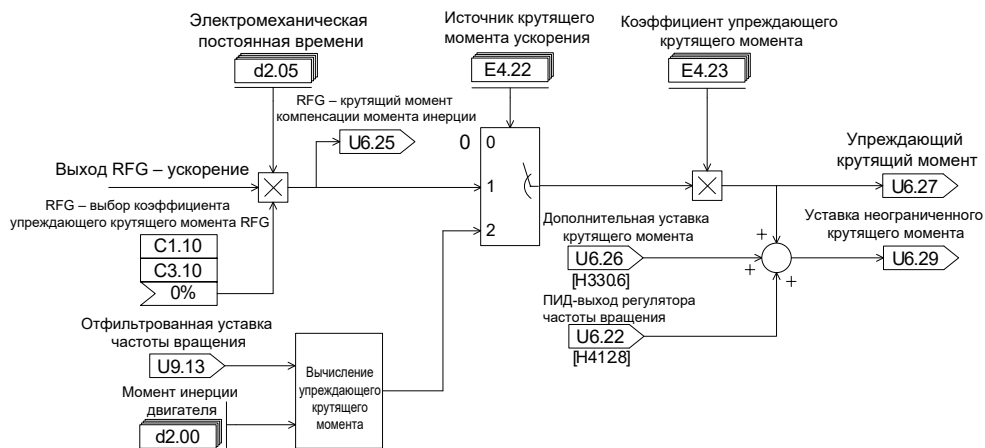 Электромеханическая
постоянная времени
d2.05
Источник крутящего
момента ускорения
E4.22
Коэффициент упреждающего
крутящего момента
E4.23
RFG – крутящий момент
компенсации момента инерции
U6.25
0
0
1
2
Выход RFG – ускорение
RFG – выбор коэффициента
упреждающего крутящего момента RFG
C1.10
C3.10
0%
Упреждающий
крутящий момент
U6.27
Дополнительная уставка
крутящего момента
U6.26
[H330.6]
Уставка неограниченного
крутящего момента
U6.29
+
+
+
ПИД-выход регулятора
частоты вращения
U6.22
[H412.8]
Отфильтрованная уставка
частоты вращения
U9.13
Момент инерции
двигателя
d2.00
Вычисление
упреждающего
крутящего
момента